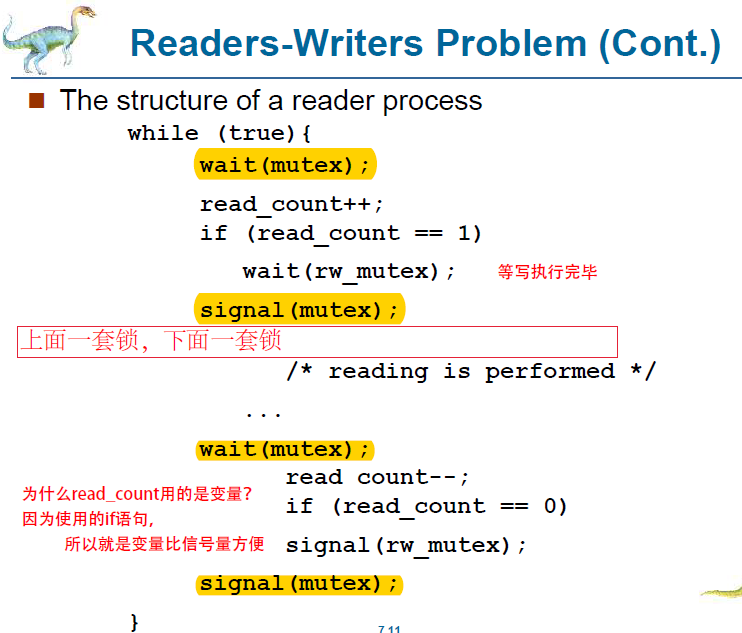 Readers-Writers Problem (Cont.)
The structure of a reader process
while (true){
wait(mutex);
read_count++;
if (read_count == 1)
wait(rw_mutex); 等写执行完毕
signal(mutex);
上面一套锁，下面一套锁
/* reading is performed */
...
wait(mutex);
read count--;
为什么read_count用的是变量?
if (read_count == 0)
因为使用的if语句,
所以就是变量比信号量方便
signal(rw_mutex);
signal(mutex);
}
7.11